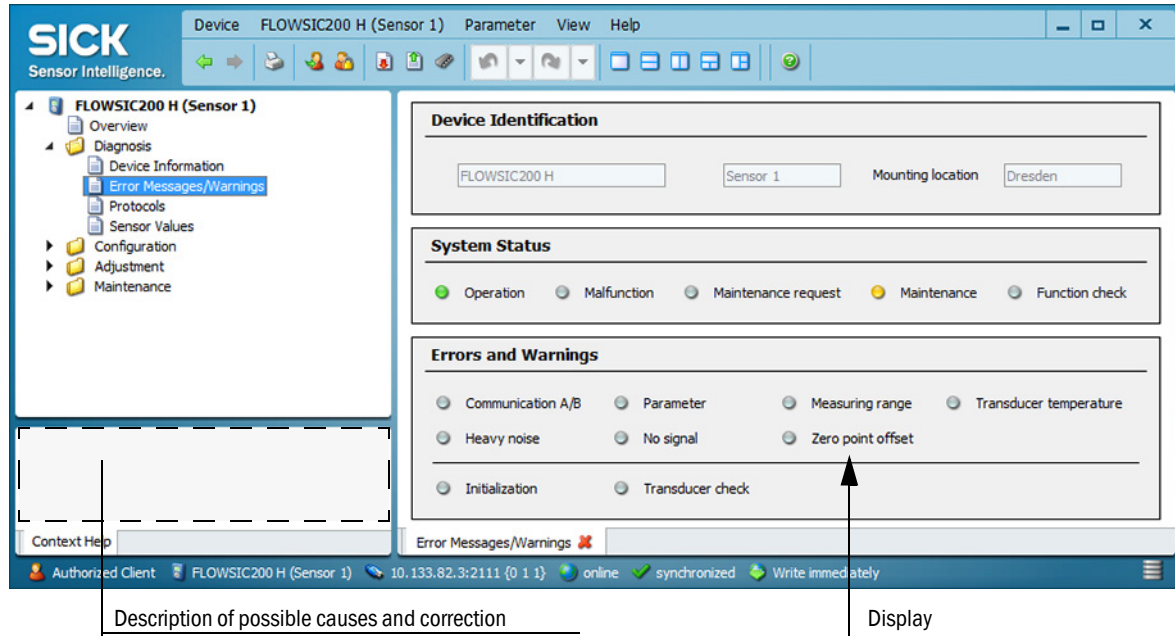 SICK
Sensor Intelligence.
Device FLOWSIC200 H (Sensor 1) Parameter View Help
FLOWSIC200 H (Sensor 1)
Overview
Diagnosis
Device Information
Error Messages/Warnings
Protocols
Sensor Values
Configuration
Adjustment
Maintenance
Context Help
Device Identification
FLOWSIC200 H Sensor 1 Mounting location Dresden
System Status
Operation Malfunction Maintenance request Maintenance Function check
Errors and Warnings
Communication A/B Parameter Measuring range Transducer temperature
Heavy noise No signal Zero point offset
Initialization Transducer check
Error Messages/Warnings
Authorized Client FLOWSIC200 H (Sensor 1) 10.133.82.3:2111 {0 1 1} online synchronized Write immediately
Description of possible causes and correction Display